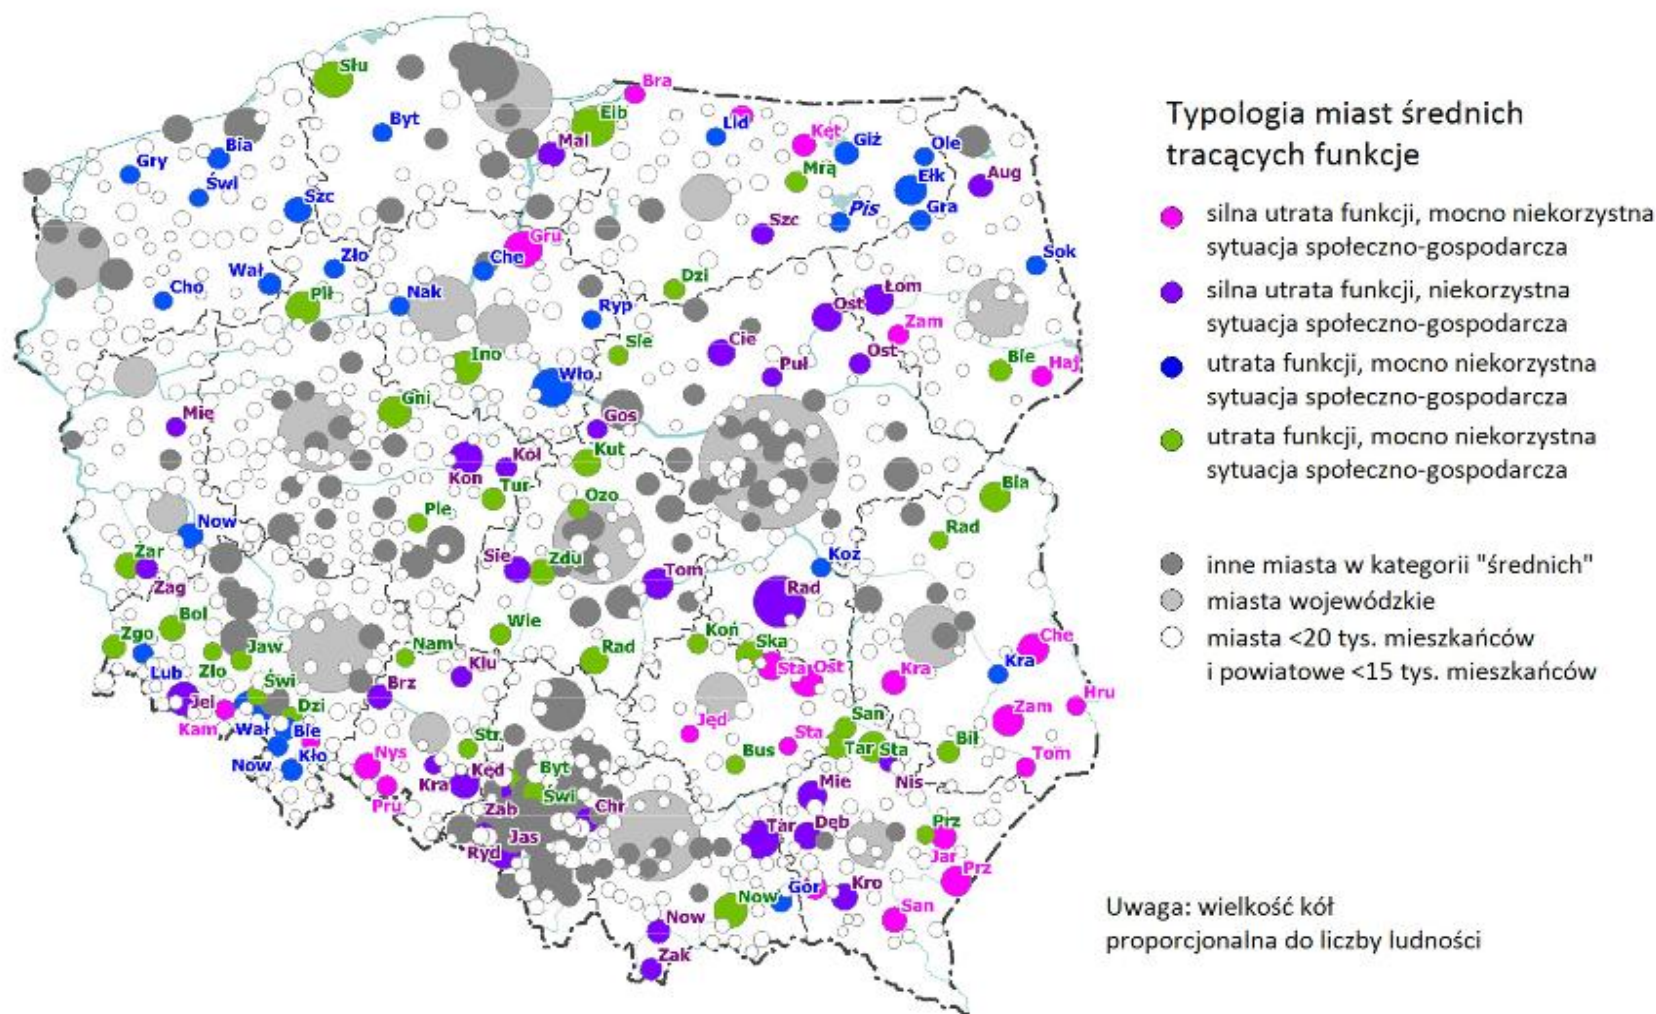 Słu
Bra
Byt
Elb
Mal
Lid
Kęt
Giż
Ole
Bia
Gry
Świ
Mrą
Ełk
Aug
Szc
Pis
Gra
Szc
Gru
Zło
Che
Sok
Wał
Dzi
Cho
Pił
Nak
Ryp
Ost
Łom
Zam
Cie
Sie
Ino
Ost
Bie
Haj
Wło
Puł
Gni
Mię
Gos
Kut
Koł
Kon
Tur
Bia
Ozo
Ple
Now
Rad
Żar
Sie
Zdu
Koz
Zag
Tom
Rad
Bol
Wie
Zgo
Koń
Ska
Che
Jaw
Nam
Rad
Zło
Lub
Klu
Sta
Ost
Kra
Kra
Świ
Brz
Jel
Hru
Kam
Dzi
Zam
Wał
Bie
San
Jęd
Sta
Str
Tar
Sta
Bił
Kło
Nys
Bus
Tom
Now
Kęd
Byt
Nis
Kra
Mie
Pru
Świ
Zab
Chr
Jas
Tar
Dęb
Prz
Ryd
Jar
Prz
Kro
Gor
Now
San
Now
Zak
Typologia miast średnich
tracących funkcje
silna utrata funkcji, mocno niekorzystna
sytuacja społeczno-gospodarcza
silna utrata funkcji, niekorzystna
sytuacja społeczno-gospodarcza
utrata funkcji, mocno niekorzystna
sytuacja społeczno-gospodarcza
utrata funkcji, mocno niekorzystna
sytuacja społeczno-gospodarcza
inne miasta w kategorii "średnich"
miasta wojewódzkie
miasta <20 tys. mieszkańców
i powiatowe <15 tys. mieszkańców
Uwaga: wielkość kół
proporcjonalna do liczby ludności